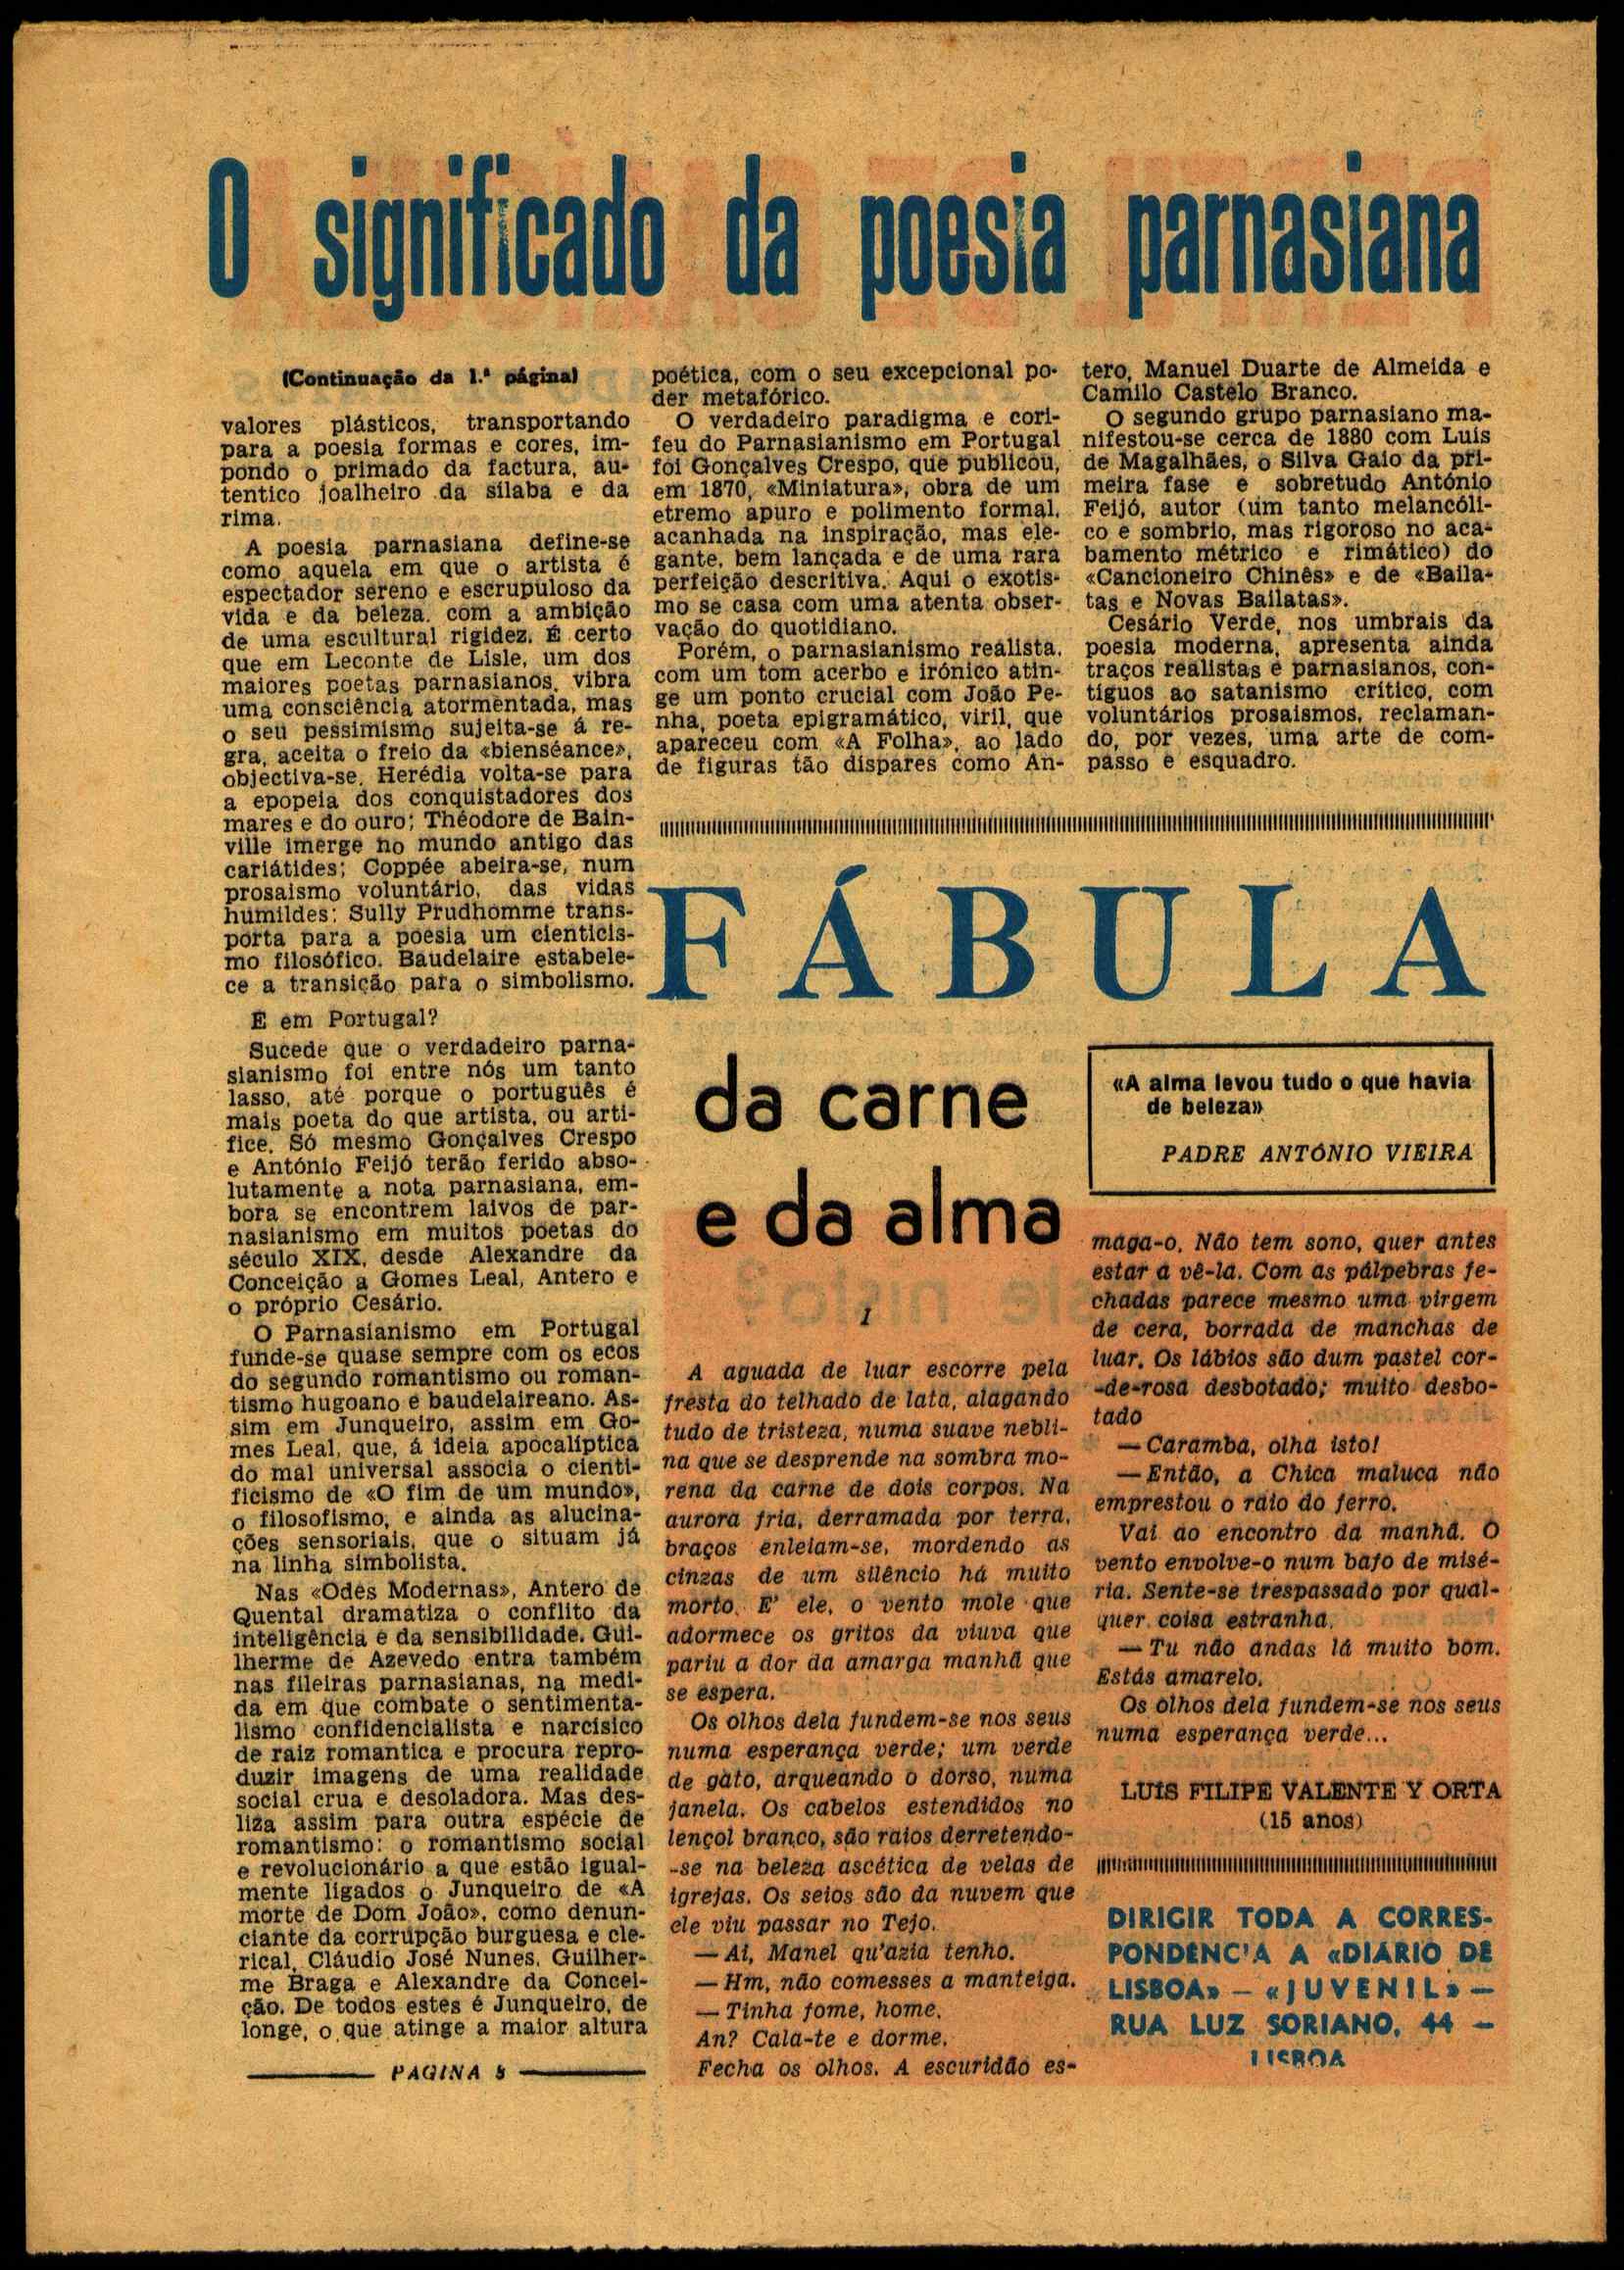 O significado da poesia parnasiana
(Continuação da 1.ª página)
valores plásticos, transportando
para a poesia formas e cores, im-
pondo o primado da factura, au-
tentico joalheiro da sílaba e da
rima.
A poesia parnasiana define-se
como aquela em que o artista é
espectador sereno e escrupuloso da
vida e da beleza, com a ambição
de uma escultural rigidez. É certo
que em Leconte de Lisle, um dos
maiores poetas parnasianos, vibra
uma consciência atormentada, mas
o seu pessimismo sujeita-se á re-
gra, aceita o freio da «bienséance»,
objectiva-se. Herédia volta-se para
a epopeia dos conquistadores dos
mares e do ouro; Théodore de Bain-
ville imerge no mundo antigo das
cariátides; Coppée abeira-se, num
prosaismo voluntário, das vidas
humildes; Sully Prudhomme trans-
porta para a poesia um cienticis-
mo filosófico. Baudelaire estabele-
ce a transição para o simbolismo.
E em Portugal?
Sucede que o verdadeiro parna-
sianismo foi entre nós um tanto
lasso, até porque o português é
mais poeta do que artista, ou artí-
fice. Só mesmo Gonçalves Crespo
e António Feijó terão ferido abso-
lutamente a nota parnasiana, em-
bora se encontrem laivos de par-
nasianismo em muitos poetas do
século XIX, desde Alexandre da
Conceição a Gomes Leal, Antero e
o próprio Cesário.
O Parnasianismo em Portugal
funde-se quase sempre com os ecos
do segundo romantismo ou roman-
tismo hugoano e baudelaireano. As-
sim em Junqueiro, assim em Go-
mes Leal, que, á ideia apocalíptica
do mal universal associa o cienti-
ficismo de «O fim de um mundo»,
o filosofismo, e ainda as alucina-
ções sensoriais, que o situam já
na linha simbolista.
Nas «Odes Modernas», Antero de
Quental dramatiza o conflito da
inteligência e da sensibilidade. Gui-
lherme de Azevedo entra também
nas fileiras parnasianas, na medi-
da em que combate o sentimenta-
lismo confidencialista e narcísico
de raiz romantica e procura repro-
duzir imagens de uma realidade
social crua e desoladora. Mas des-
liza assim para outra espécie de
romantismo: o romantismo social
e revolucionário a que estão igual-
mente ligados o Junqueiro de «A
morte de Dom João», como denun-
ciante da corrupção burguesa e cle-
rical, Cláudio José Nunes, Guilher-
me Braga e Alexandre da Concei-
ção. De todos estes é Junqueiro, de
longe, o que atinge a maior altura
PAGINA 8
poética, com o seu excepcional po-
der metafórico.
O verdadeiro paradigma e cori-
feu do Parnasianismo em Portugal
foi Gonçalves Crespo, que publicou,
em 1870, «Miniatura», obra de um
etremo apuro e polimento formal,
acanhada na inspiração, mas ele-
gante, bem lançada e de uma rara
perfeição descritiva. Aqui o exotis-
mo se casa com uma atenta obser-
vação do quotidiano.
Porém, o parnasianismo realista,
com um tom acerbo e irónico atin-
ge um ponto crucial com João Pe-
nha, poeta epigramático, viril, que
apareceu com «A Folha», ao lado
de figuras tão dispares como An-
tero, Manuel Duarte de Almeida e
Camilo Castelo Branco.
O segundo grupo parnasiano ma-
nifestou-se cerca de 1880 com Luís
de Magalhães, o Silva Gaio da pri-
meira fase e sobretudo António
Feijó, autor (um tanto melancóli-
co e sombrio, mas rigoroso no aca-
bamento métrico e rimático) do
«Cancioneiro Chinês» e de «Baila-
tas e Novas Bailatas».
Cesário Verde, nos umbrais da
poesia moderna, apresenta ainda
traços realistas e parnasianos, con-
tíguos ao satanismo crítico, com
voluntários prosaismos, reclaman-
do, por vezes, uma arte de com-
passo e esquadro.
FÁBULA
da carne
e da alma
«A alma levou tudo o que havia
de beleza»
PADRE ANTÓNIO VIEIRA
I
A aguada de luar escorre pela
fresta do telhado de lata, alagando
tudo de tristeza, numa suave nebli-
na que se desprende na sombra mo-
rena da carne de dois corpos. Na
aurora fria, derramada por terra,
braços enleiam-se, mordendo as
cinzas de um silêncio há muito
morto. E' ele, o vento mole que
adormece os gritos da viuva que
pariu a dor da amarga manhã que
se espera.
Os olhos dela fundem-se nos seus
numa esperança verde; um verde
de gato, arqueando o dorso, numa
janela. Os cabelos estendidos no
lençol branco, são raios derretendo-
-se na beleza ascética de velas de
igrejas. Os seios são da nuvem que
ele viu passar no Tejo.
— Ai, Manel qu'azia tenho.
— Hm, não comesses a manteiga.
— Tinha fome, home.
An? Cala-te e dorme.
Fecha os olhos. A escuridão es-
maga-o. Não tem sono, quer antes
estar a vê-la. Com as pálpebras fe-
chadas parece mesmo uma virgem
de cera, borrada de manchas de
luar. Os lábios são dum pastel cor-
-de-rosa desbotado; muito desbo-
tado
— Caramba, olha isto!
— Então, a Chica maluca não
emprestou o raio do ferro.
Vai ao encontro da manhã. O
vento envolve-o num bafo de misé-
ria. Sente-se trespassado por qual-
quer coisa estranha.
— Tu não andas lá muito bom.
Estás amarelo.
Os olhos dela fundem-se nos seus
numa esperança verde...
LUIS FILIPE VALENTE Y ORTA
(15 anos)
DIRIGIR TODA A CORRES-
PONDENC'A A «DIÁRIO DE
LISBOA» — «JUVENIL» —
RUA LUZ SORIANO, 44 —
LISBOA